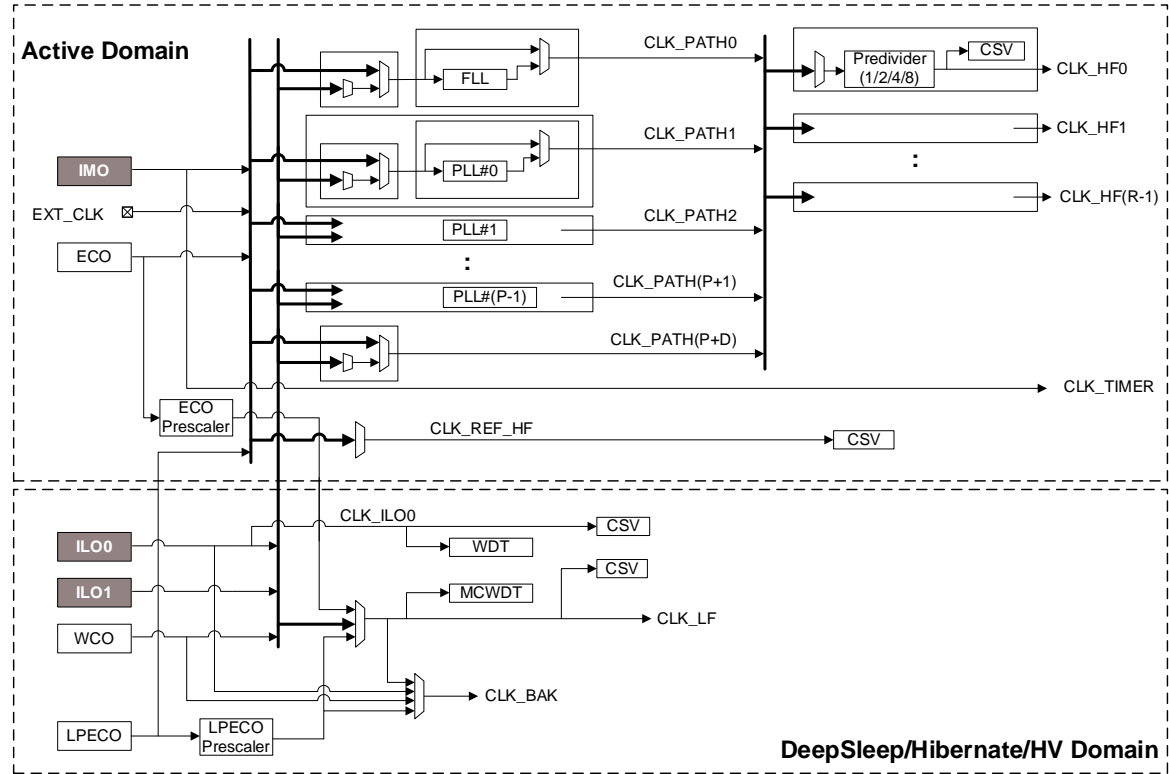 Active Domain
CLK_PATH0
CSV
Predivider
(1/2/4/8)
FLL
CLK_HF0
CLK_PATH1
CLK_HF1
IMO
PLL#0
:
EXT_CLK
CLK_PATH2
CLK_HF(R-1)
PLL#1
ECO
:
CLK_PATH(P+1)
PLL#(P-1)
CLK_PATH(P+D)
CLK_TIMER
ECO
Prescaler
CLK_REF_HF
CSV
CLK_ILO0
CSV
ILO0
WDT
CSV
ILO1
MCWDT
CLK_LF
WCO
CLK_BAK
LPECO
LPECO
Prescaler
DeepSleep/Hibernate/HV Domain